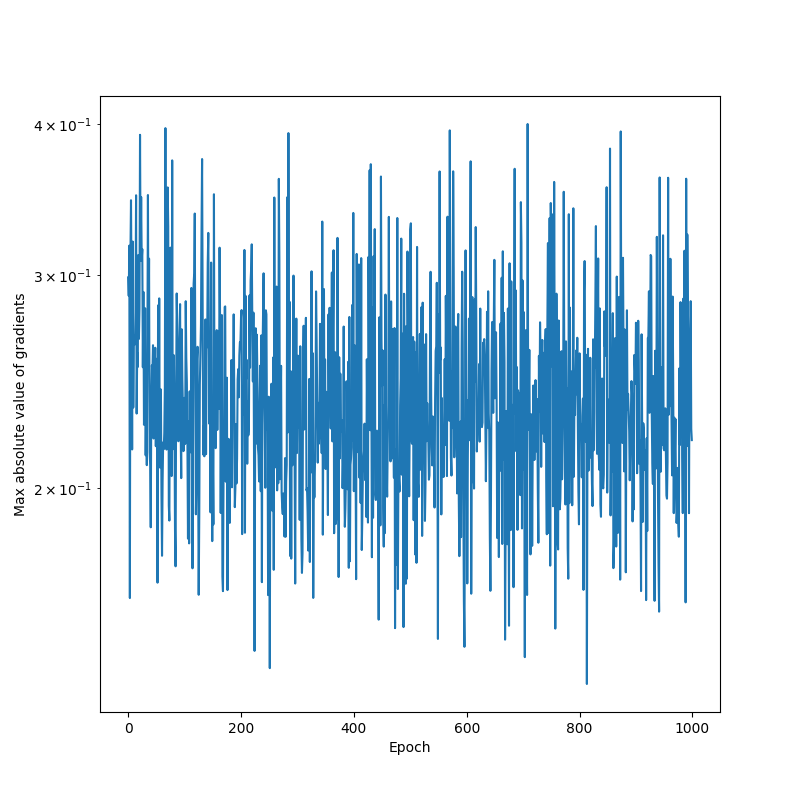 Max absolute value of gradients
4 × 10⁻¹
3 × 10⁻¹
2 × 10⁻¹
0 200 400 600 800 1000
Epoch